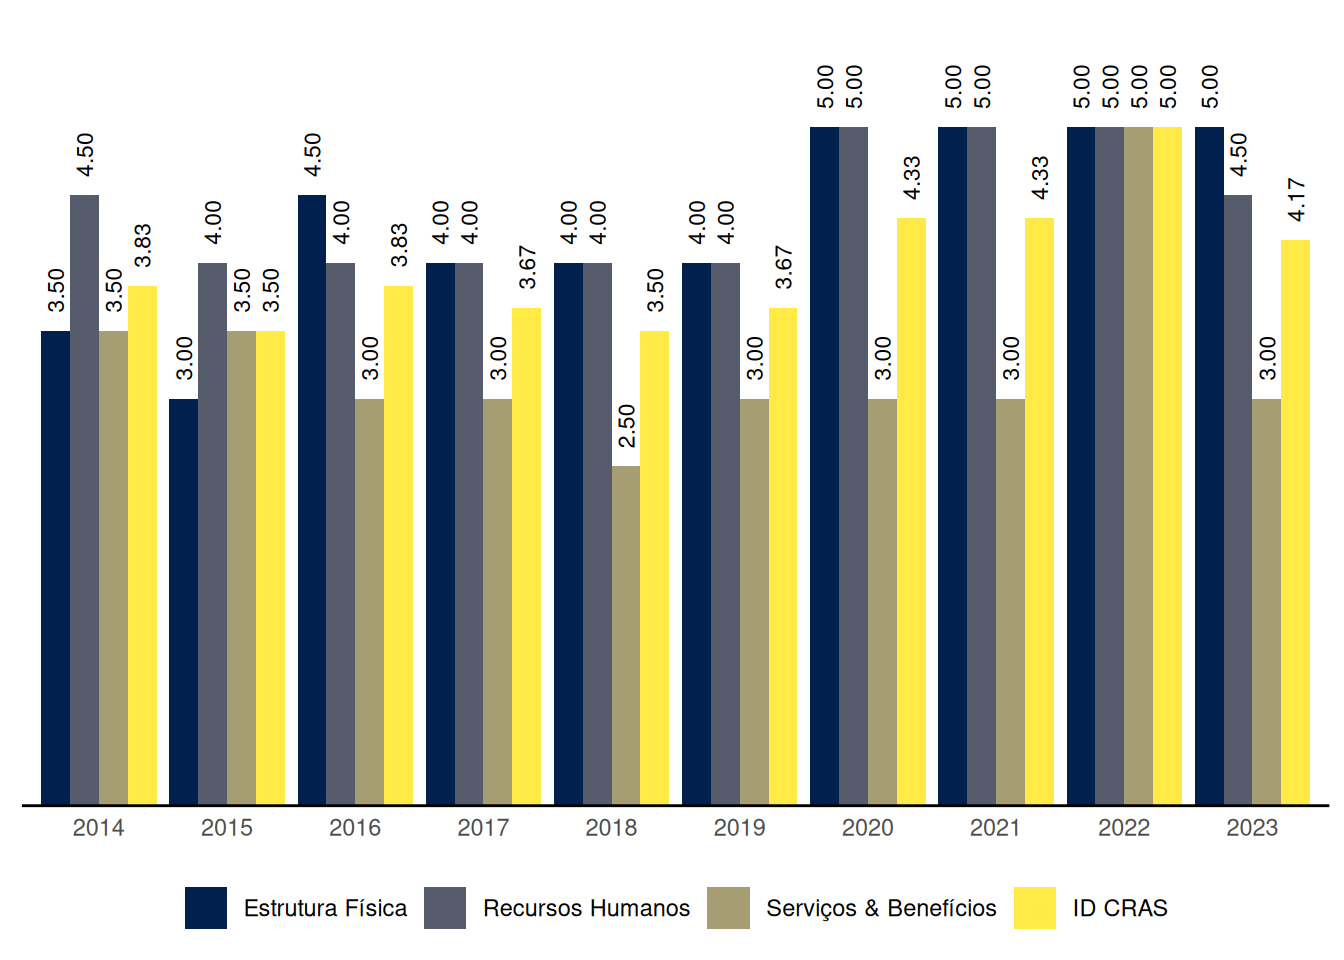 3.50 4.50 3.50 3.83
3.00 4.00 3.50 3.50
4.50 4.00 3.00 3.83
4.00 4.00 3.00 3.67
4.00 4.00 2.50 3.50
4.00 4.00 3.00 3.67
5.00 5.00 3.00 4.33
5.00 5.00 3.00 4.33
5.00 5.00 5.00 5.00
5.00 4.50 3.00 4.17
2014 2015 2016 2017 2018 2019 2020 2021 2022 2023
Estrutura Física Recursos Humanos Serviços & Benefícios ID CRAS